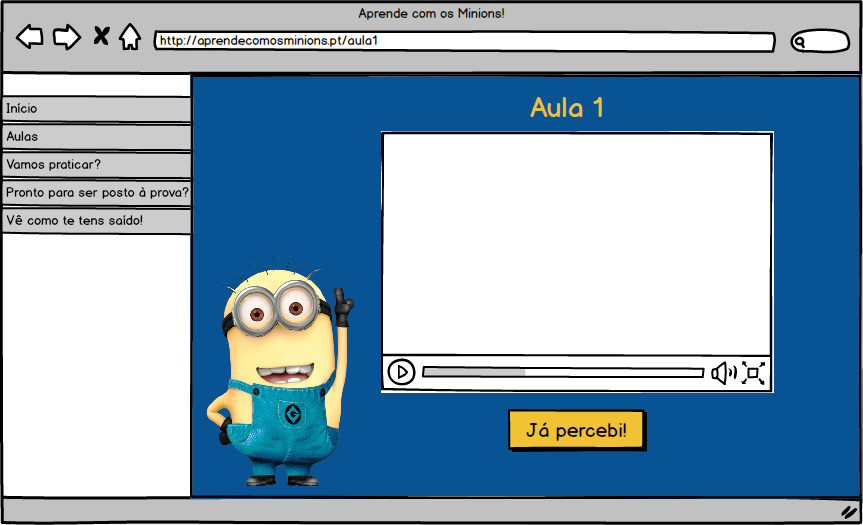 Aprende com os Minions!
http://aprendecomosminions.pt/aula1
Início
Aulas
Vamos praticar?
Pronto para ser posto à prova?
Vê como te tens saído!
Aula 1
Já percebi!